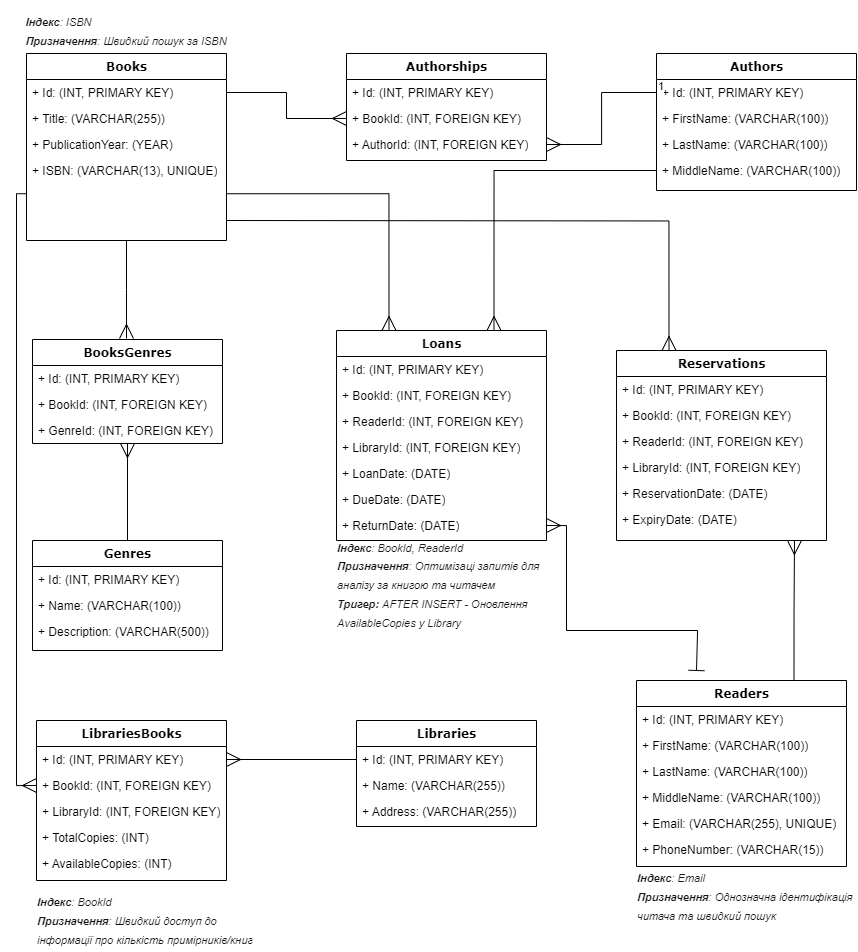 Індекс: ISBN
Призначення: Швидкий пошук за ISBN
Books
+ Id: (INT, PRIMARY KEY)
+ Title: (VARCHAR(255))
+ PublicationYear: (YEAR)
+ ISBN: (VARCHAR(13), UNIQUE)
Authorships
+ Id: (INT, PRIMARY KEY)
+ BookId: (INT, FOREIGN KEY)
+ AuthorId: (INT, FOREIGN KEY)
Authors
1
+ Id: (INT, PRIMARY KEY)
+ FirstName: (VARCHAR(100))
+ LastName: (VARCHAR(100))
+ MiddleName: (VARCHAR(100))
BooksGenres
+ Id: (INT, PRIMARY KEY)
+ BookId: (INT, FOREIGN KEY)
+ GenreId: (INT, FOREIGN KEY)
Loans
+ Id: (INT, PRIMARY KEY)
+ BookId: (INT, FOREIGN KEY)
+ ReaderId: (INT, FOREIGN KEY)
+ LibraryId: (INT, FOREIGN KEY)
+ LoanDate: (DATE)
+ DueDate: (DATE)
+ ReturnDate: (DATE)
Індекс: BookId, ReaderId
Призначення: Оптимізаці запитів для
аналізу за книгою та читачем
Тригер: AFTER INSERT - Оновлення
AvailableCopies у Library
Reservations
+ Id: (INT, PRIMARY KEY)
+ BookId: (INT, FOREIGN KEY)
+ ReaderId: (INT, FOREIGN KEY)
+ LibraryId: (INT, FOREIGN KEY)
+ ReservationDate: (DATE)
+ ExpiryDate: (DATE)
Genres
+ Id: (INT, PRIMARY KEY)
+ Name: (VARCHAR(100))
+ Description: (VARCHAR(500))
LibrariesBooks
+ Id: (INT, PRIMARY KEY)
+ BookId: (INT, FOREIGN KEY)
+ LibraryId: (INT, FOREIGN KEY)
+ TotalCopies: (INT)
+ AvailableCopies: (INT)
Індекс: BookId
Призначення: Швидкий доступ до
інформації про кількість примірників/книг
Libraries
+ Id: (INT, PRIMARY KEY)
+ Name: (VARCHAR(255))
+ Address: (VARCHAR(255))
Readers
+ Id: (INT, PRIMARY KEY)
+ FirstName: (VARCHAR(100))
+ LastName: (VARCHAR(100))
+ MiddleName: (VARCHAR(100))
+ Email: (VARCHAR(255), UNIQUE)
+ PhoneNumber: (VARCHAR(15))
Індекс: Email
Призначення: Однозначна ідентифікація
читача та швидкий пошук